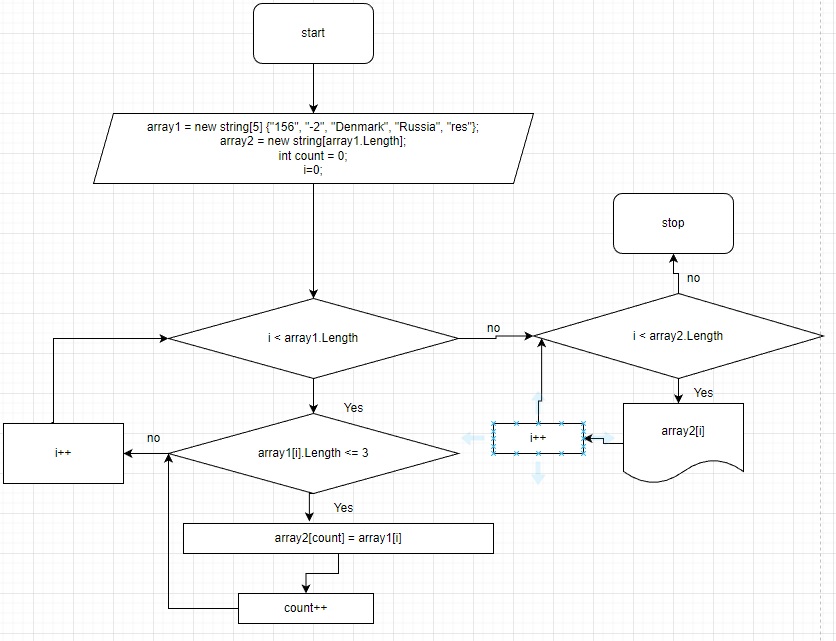 start
array1 = new string[5] {"156", "-2", "Denmark", "Russia", "res"};
array2 = new string[array1.Length];
int count = 0;
i=0;
stop
no
i < array1.Length
no
i < array2.Length
Yes
Yes
array2[i]
i++
no
i++
array1[i].Length <= 3
Yes
array2[count] = array1[i]
count++